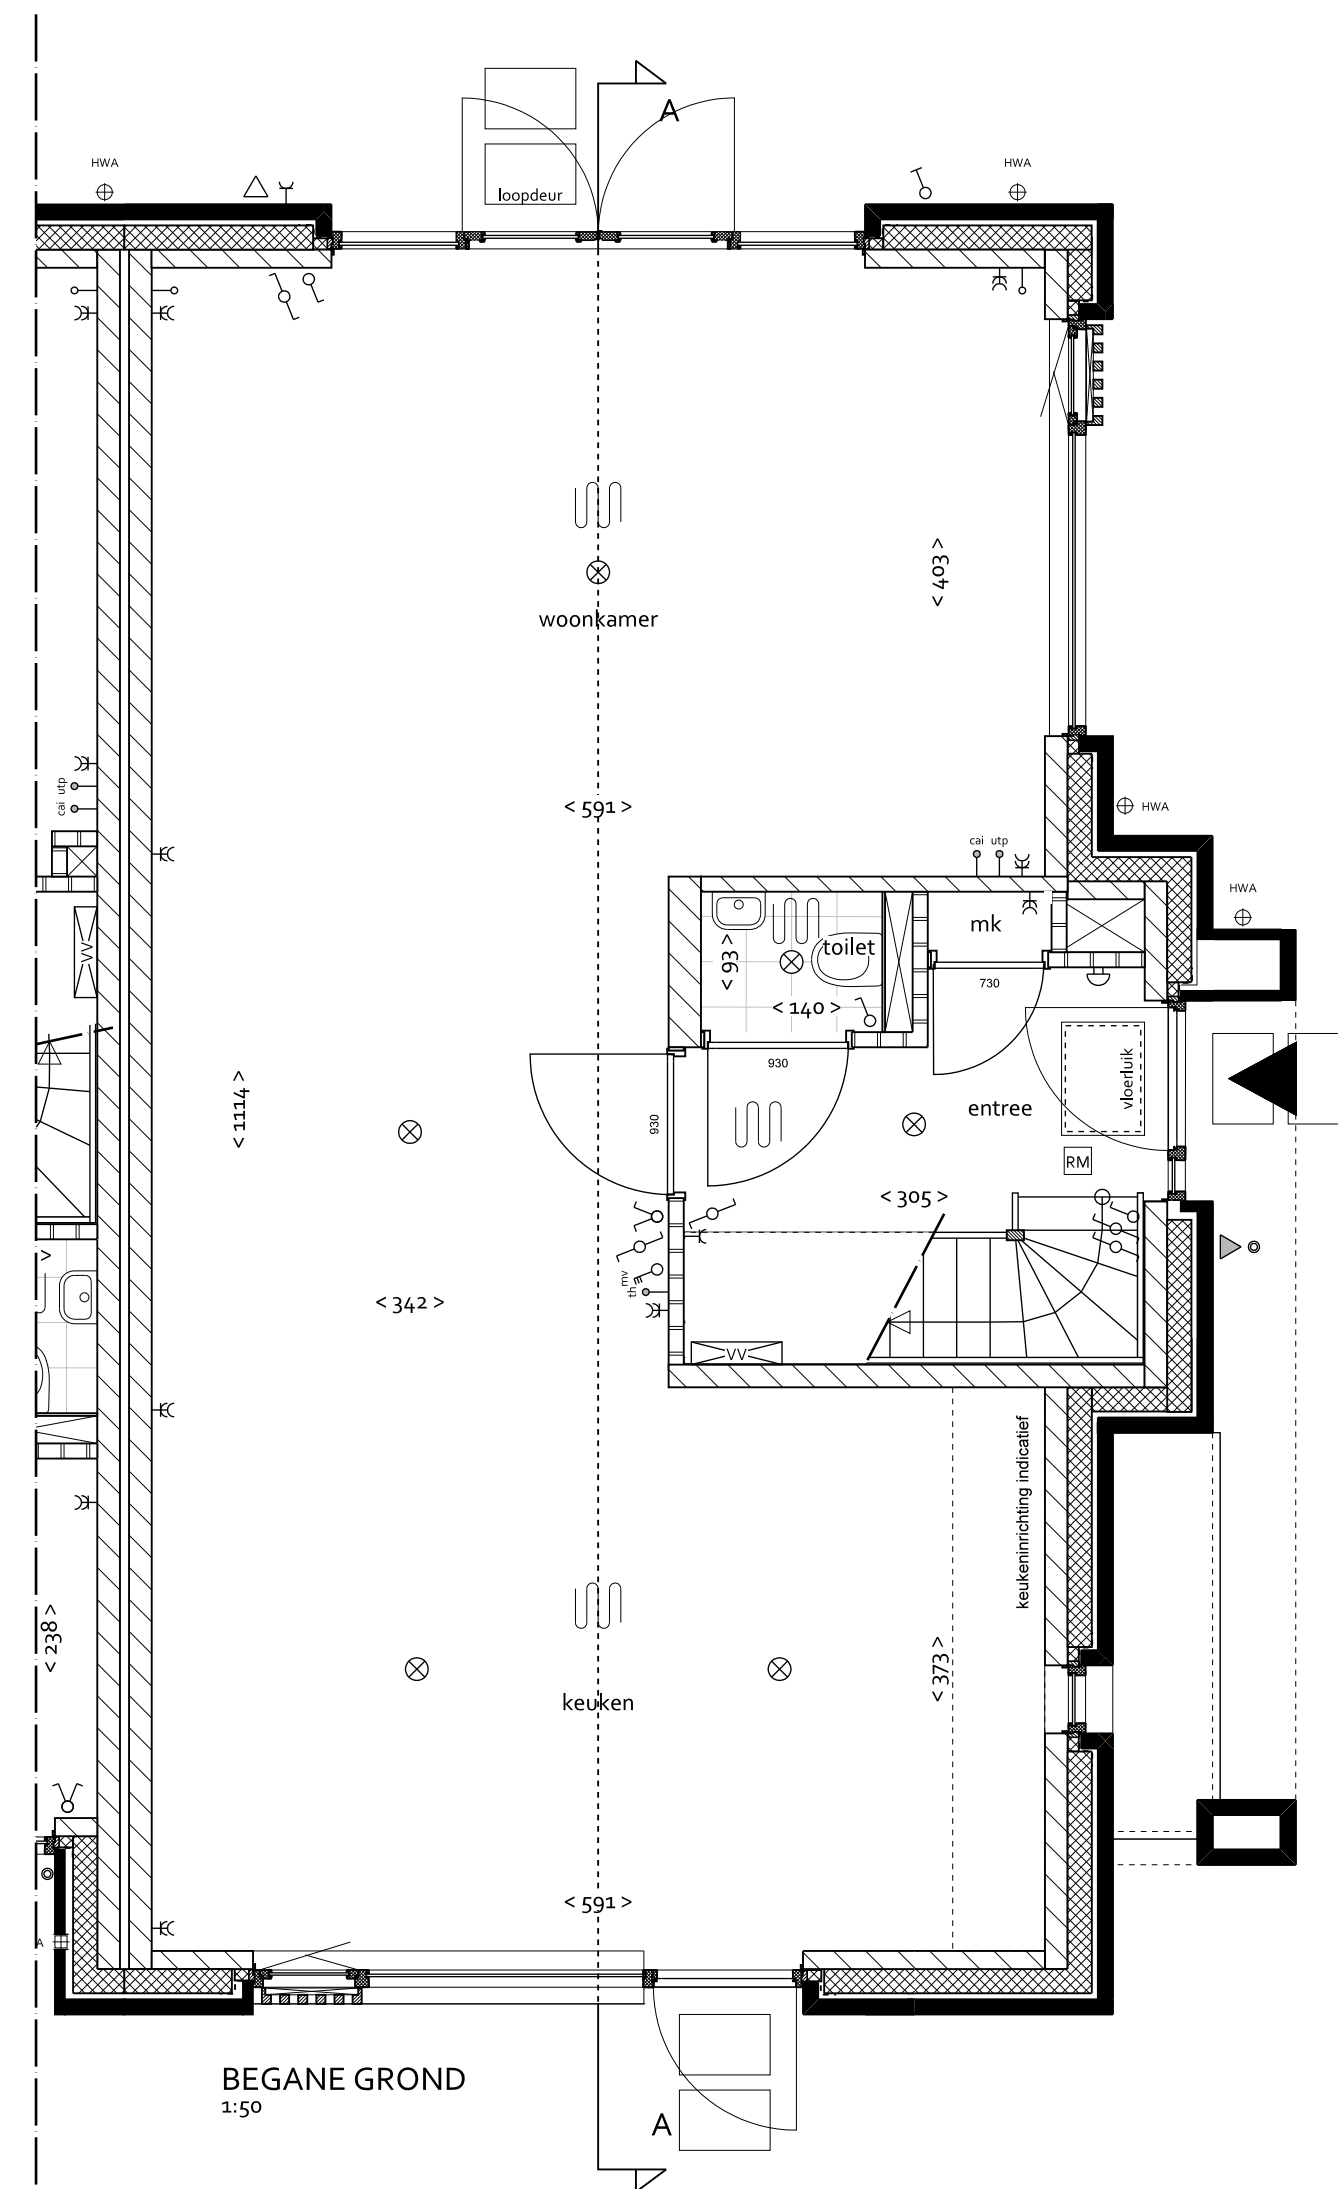 A
HWA
HWA
loopdeur
< 403 >
woonkamer
utp
cai
< 591 >
HWA
cai utp
HWA
mk
toilet
< 93 >
VV
730
< 140 >
930
vloerluik
entree
< 1114 >
930
RM
< 305 >
>
mv
th
< 342 >
VV
keukeninrichting indicatief
< 238 >
< 373 >
keuken
< 591 >
A
BEGANE GROND
1:50
A